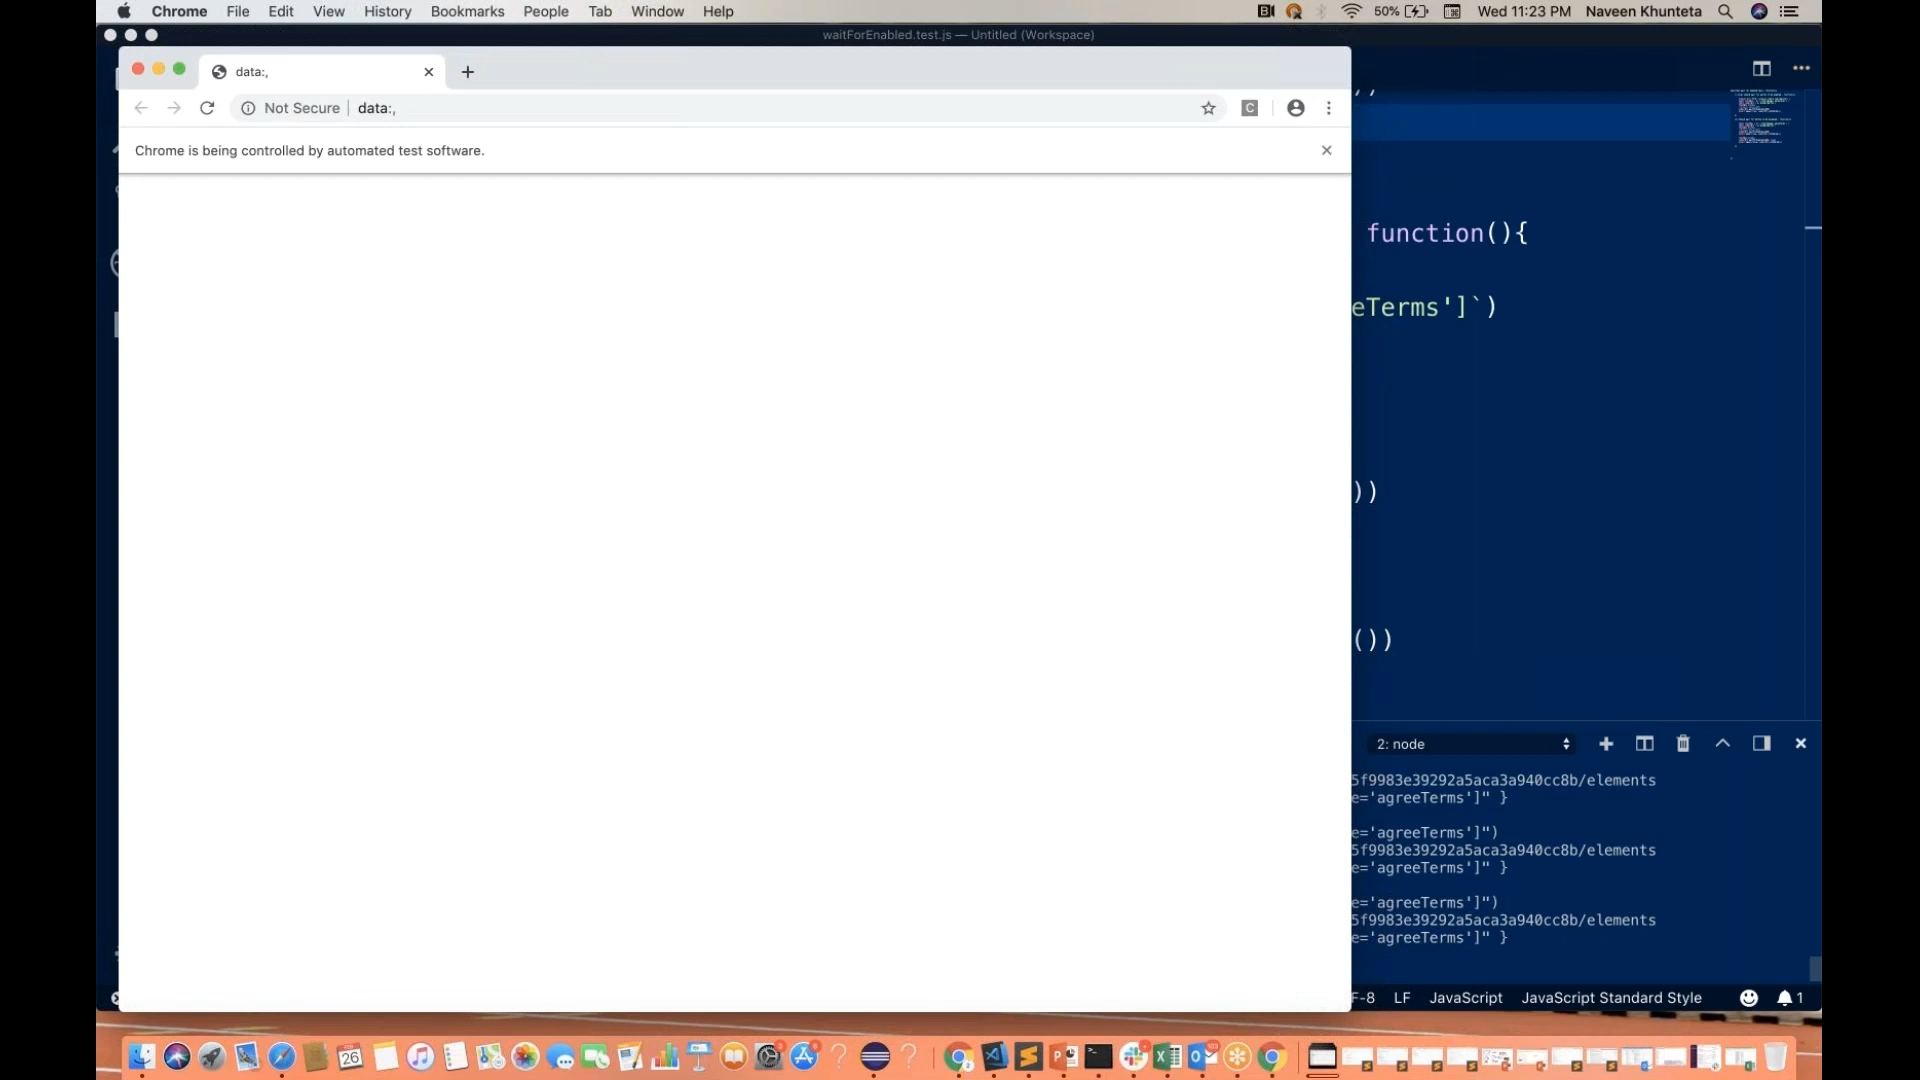 Chrome File Edit View History Bookmarks People Tab Window Help 50% Wed 11:23 PM Naveen Khunteta
waitForEnabled.test.js — Untitled (Workspace)
data:,
Not Secure data:,
Chrome is being controlled by automated test software.
function(){
eTerms']`)
))
())
2: node
5f9983e39292a5aca3a940cc8b/elements
e='agreeTerms']" }
e='agreeTerms']")
5f9983e39292a5aca3a940cc8b/elements
e='agreeTerms']" }
e='agreeTerms']")
5f9983e39292a5aca3a940cc8b/elements
e='agreeTerms']" }
F-8 LF JavaScript JavaScript Standard Style 1
26